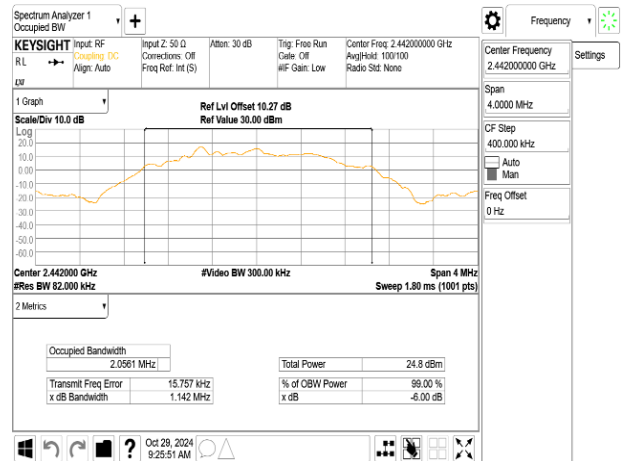 Spectrum Analyzer 1
Occupied BW
Frequency
KEYSIGHT
RL
Input: RF
Coupling: DC
Align: Auto
Input Z: 50 Ω
Corrections: Off
Freq Ref: Int (S)
Atten: 30 dB
Trig: Free Run
Gate: Off
#IF Gain: Low
Center Freq: 2.442000000 GHz
Avg|Hold: 100/100
Radio Std: None
Center Frequency
2.442000000 GHz
Settings
Span
4.0000 MHz
CF Step
400.000 kHz
Auto
Man
Freq Offset
0 Hz
1 Graph
Scale/Div 10.0 dB
Ref Lvl Offset 10.27 dB
Ref Value 30.00 dBm
Log
20.0
10.0
0.00
-10.0
-20.0
-30.0
-40.0
-50.0
-60.0
Center 2.442000 GHz
#Res BW 82.000 kHz
#Video BW 300.00 kHz
Span 4 MHz
Sweep 1.80 ms (1001 pts)
2 Metrics
Occupied Bandwidth
2.0561 MHz
Total Power 24.8 dBm
Transmit Freq Error 15.757 kHz
% of OBW Power 99.00 %
x dB Bandwidth 1.142 MHz
x dB -6.00 dB
?
Oct 29, 2024
9:25:51 AM